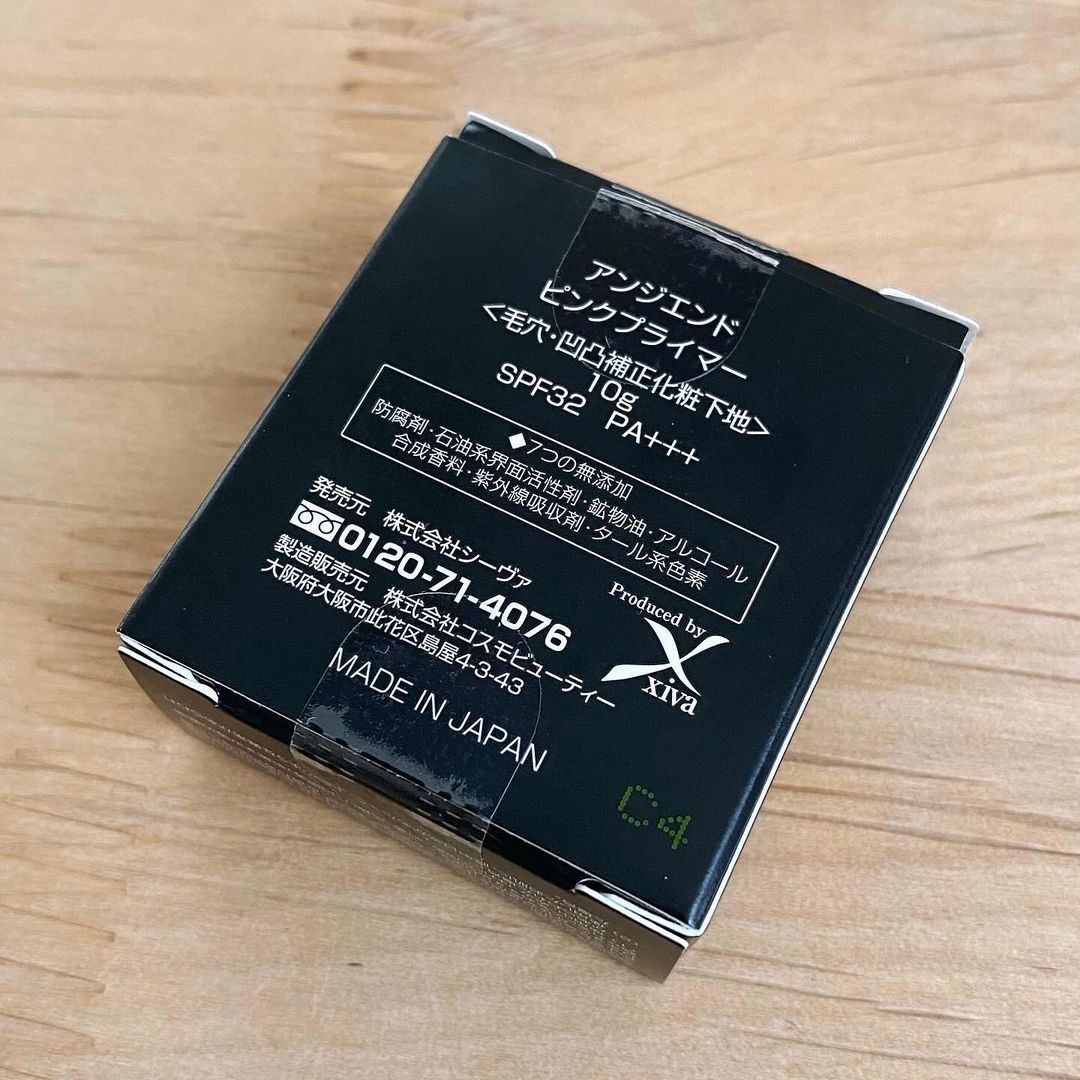 アンジエンド
ピンクプライマー
<毛穴・凹凸補正化粧下地>
10g
SPF32 PA+++
◆7つの無添加
防腐剤・石油系界面活性剤・鉱物油・アルコール
合成香料・紫外線吸収剤・タール系色素
発売元 株式会社シーヴァ
0120-71-4076
製造販売元 株式会社コスモビューティー
大阪府大阪市此花区島屋4-3-43
MADE IN JAPAN
Produced by
xiva
C4